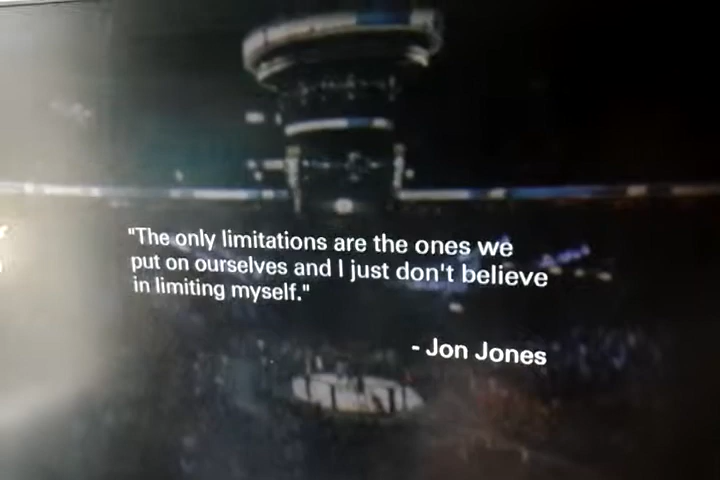 "The only limitations are the ones we
put on ourselves and I just don't believe
in limiting myself."
- Jon Jones